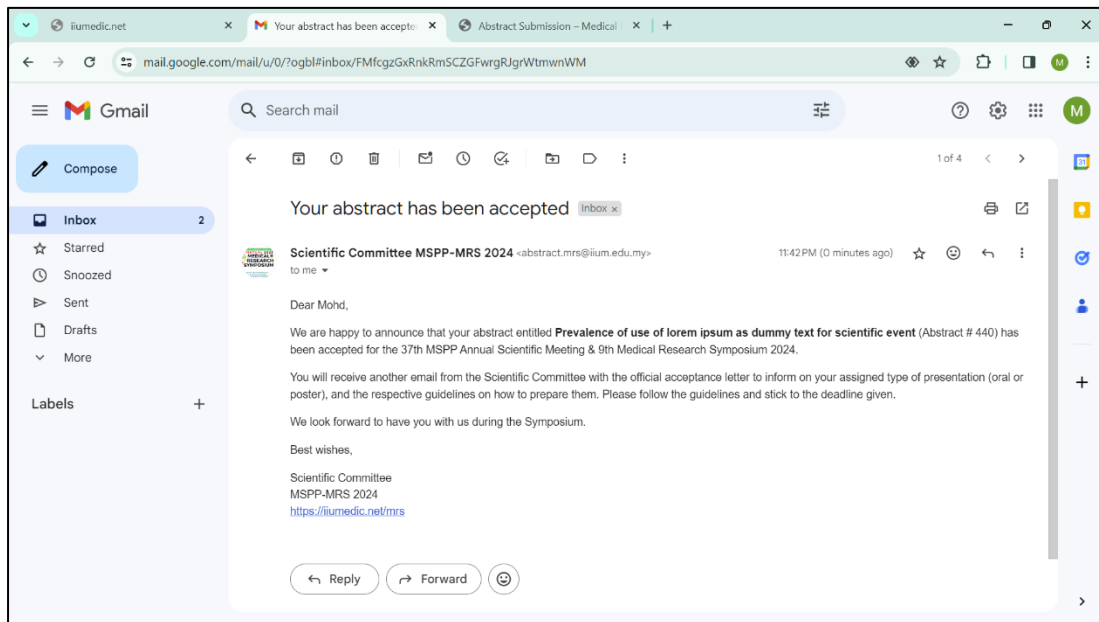 iiumedic.net
Your abstract has been accepte
Abstract Submission – Medical
mail.google.com/mail/u/0/?ogbl#inbox/FMfcgzGxRnkRmSCZGFwrgRJgrWtmwnWM
M
Gmail
Search mail
M
Compose
1 of 4
31
Inbox 2
Starred
Snoozed
Sent
Drafts
More
Labels
Your abstract has been accepted Inbox x
MEDICAL
RESEARCH
SYMPOSIUM
Scientific Committee MSPP-MRS 2024 <abstract.mrs@iium.edu.my> 11:42 PM (0 minutes ago)
to me
Dear Mohd,
We are happy to announce that your abstract entitled Prevalence of use of lorem ipsum as dummy text for scientific event (Abstract # 440) has
been accepted for the 37th MSPP Annual Scientific Meeting & 9th Medical Research Symposium 2024.
You will receive another email from the Scientific Committee with the official acceptance letter to inform on your assigned type of presentation (oral or
poster), and the respective guidelines on how to prepare them. Please follow the guidelines and stick to the deadline given.
We look forward to have you with us during the Symposium.
Best wishes,
Scientific Committee
MSPP-MRS 2024
https://iiumedic.net/mrs
Reply Forward